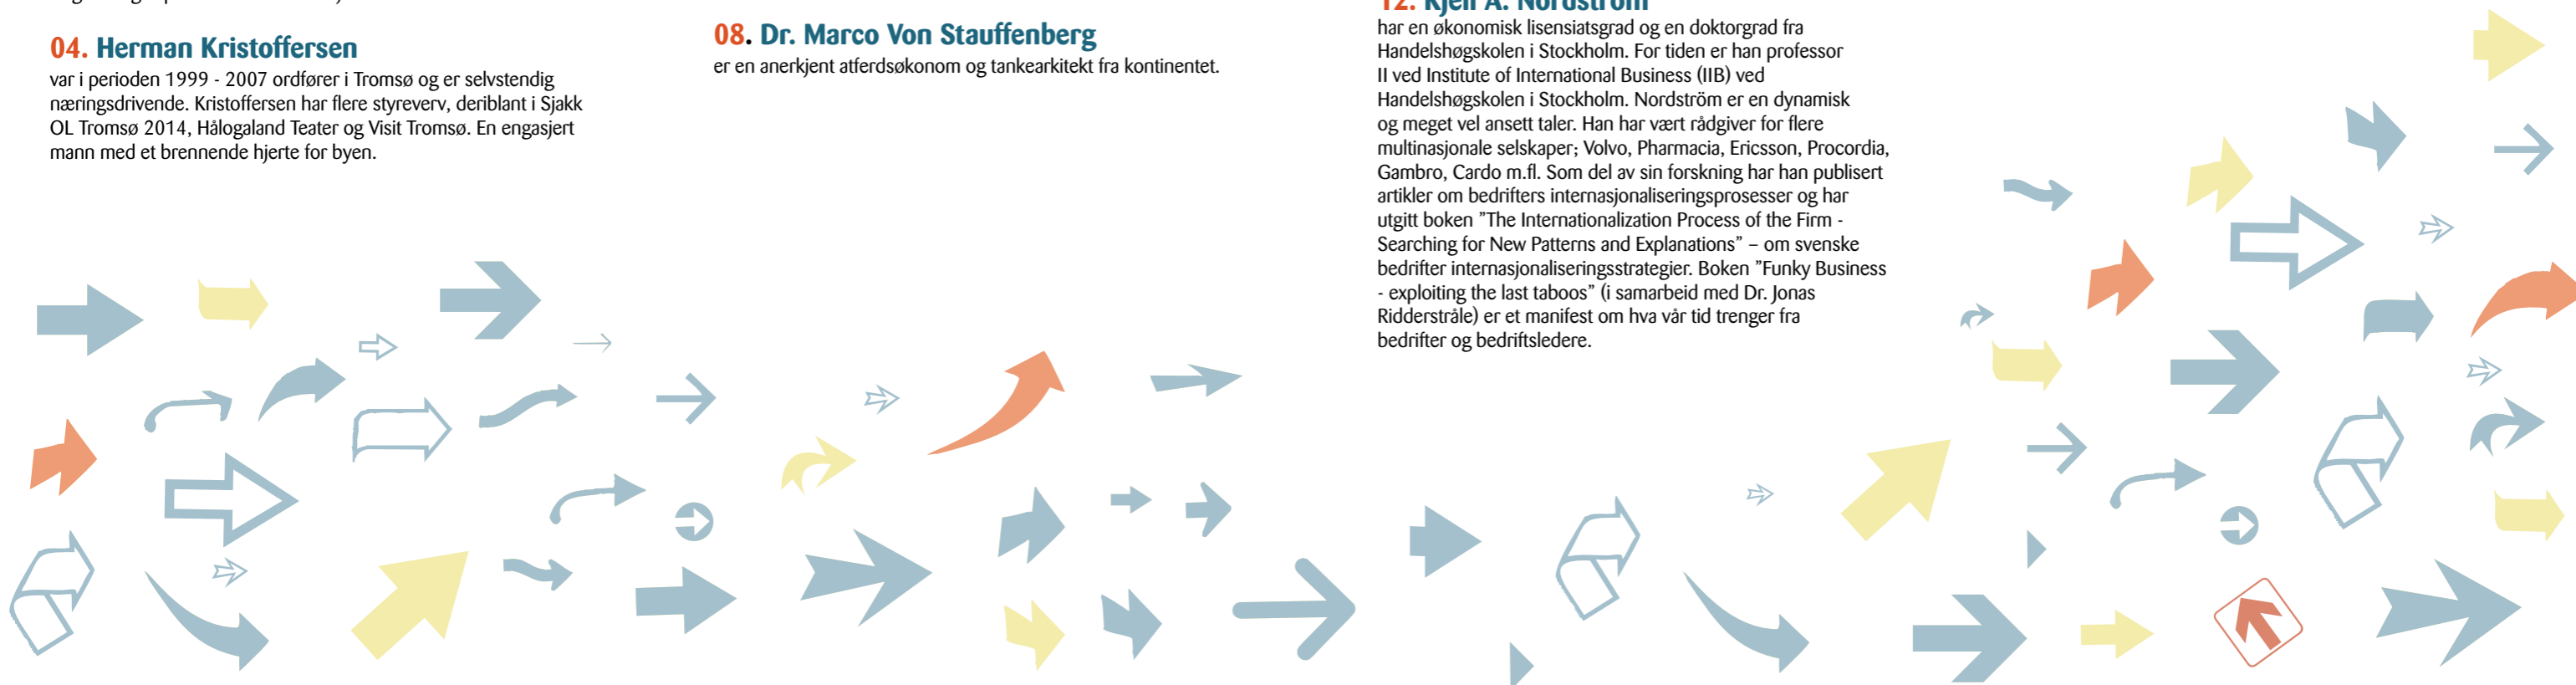 04. Herman Kristoffersen
var i perioden 1999 - 2007 ordfører i Tromsø og er selvstendig
næringsdrivende. Kristoffersen har flere styreverv, deriblant i Sjakk
OL Tromsø 2014, Hålogaland Teater og Visit Tromsø. En engasjert
mann med et brennende hjerte for byen.
08. Dr. Marco Von Stauffenberg
er en anerkjent atferdsøkonom og tankearkitekt fra kontinentet.
12. Kjell A. Nordström
har en økonomisk lisensiatsgrad og en doktorgrad fra
Handelshøgskolen i Stockholm. For tiden er han professor
II ved Institute of International Business (IIB) ved
Handelshøgskolen i Stockholm. Nordström er en dynamisk
og meget vel ansett taler. Han har vært rådgiver for flere
multinasjonale selskaper; Volvo, Pharmacia, Ericsson, Procordia,
Gambro, Cardo m.fl. Som del av sin forskning har han publisert
artikler om bedrifters internasjonaliseringsprosesser og har
utgitt boken ”The Internationalization Process of the Firm -
Searching for New Patterns and Explanations” – om svenske
bedrifter internasjonaliseringsstrategier. Boken ”Funky Business
- exploiting the last taboos” (i samarbeid med Dr. Jonas
Ridderstråle) er et manifest om hva vår tid trenger fra
bedrifter og bedriftsledere.